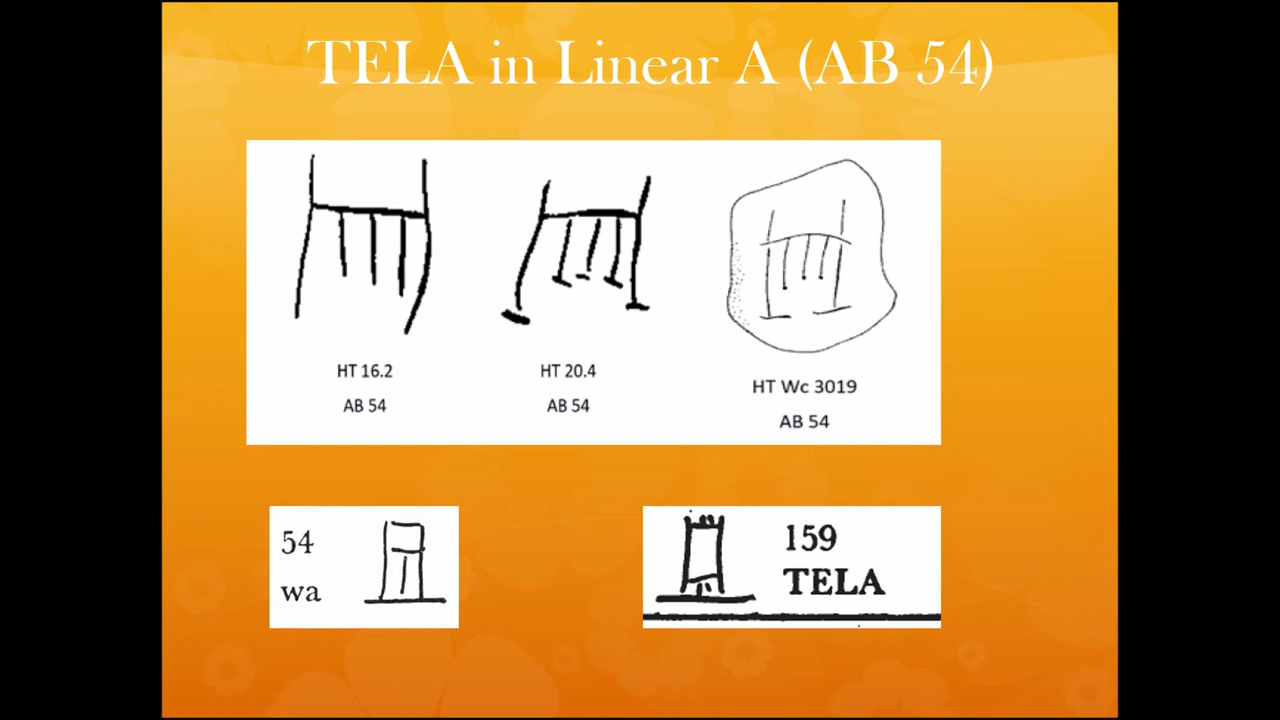 TELA in Linear A (AB 54)
HT 16.2
AB 54
HT 20.4
AB 54
HT Wc 3019
AB 54
54
wa
159
TELA